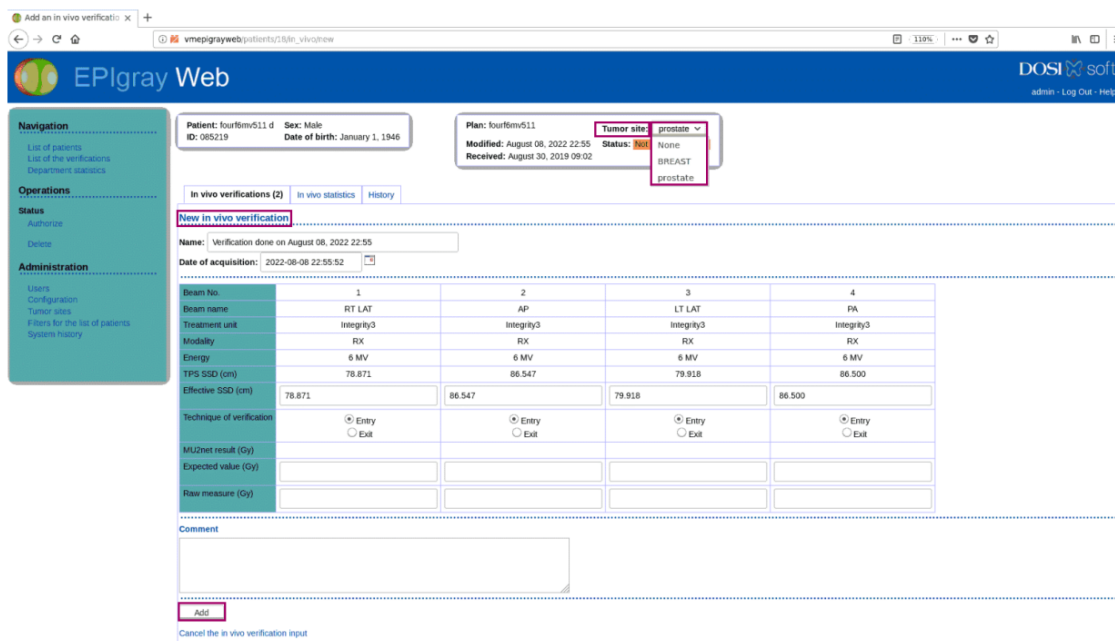 Add an in vivo verificatio
vmepigrayweb/patients/18/in_vivo/new
110%
EPIgray Web
DOSI soft
admin - Log Out - Help
Navigation
List of patients
List of the verifications
Department statistics
Operations
Status
Authorize
Delete
Administration
Users
Configuration
Tumor sites
Filters for the list of patients
System history
Patient: fourf6mv511 d Sex: Male
ID: 085219 Date of birth: January 1, 1946
Plan: fourf6mv511 Tumor site: prostate
Modified: August 08, 2022 22:55 Status: Not
Received: August 30, 2019 09:02
None
BREAST
prostate
In vivo verifications (2) In vivo statistics History
New in vivo verification
Name: Verification done on August 08, 2022 22:55
Date of acquisition: 2022-08-08 22:55:52
Beam No. 1 2 3 4
Beam name RT LAT AP LT LAT PA
Treatment unit Integrity3 Integrity3 Integrity3 Integrity3
Modality RX RX RX RX
Energy 6 MV 6 MV 6 MV 6 MV
TPS SSD (cm) 78.871 86.547 79.918 86.500
Effective SSD (cm) 78.871 86.547 79.918 86.500
Technique of verification Entry Entry Entry Entry
Exit Exit Exit Exit
MU2net result (Gy)
Expected value (Gy)
Raw measure (Gy)
Comment
Add
Cancel the in vivo verification input